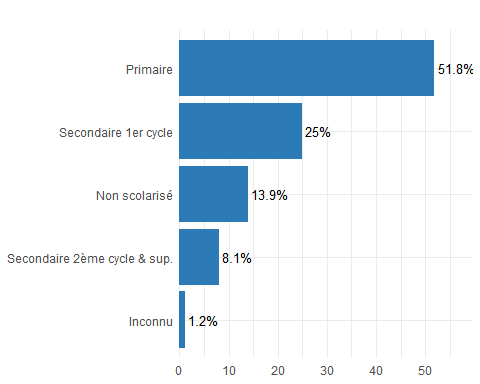 Primaire
51.8%
Secondaire 1er cycle
25%
Non scolarisé
13.9%
Secondaire 2ème cycle & sup.
8.1%
Inconnu
1.2%
0 10 20 30 40 50